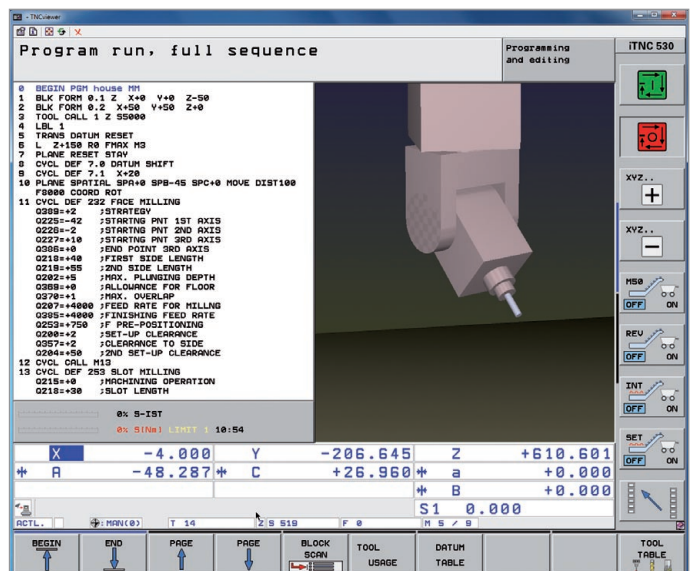 - TNCviewer
Program run, full sequence
Programming
and editing
iTNC 530
0 BEGIN PGM house MM
1 BLK FORM 0.1 Z X+0 Y+0 Z-50
2 BLK FORM 0.2 X+50 Y+50 Z+0
3 TOOL CALL 1 Z S5000
4 LBL 1
5 TRANS DATUM RESET
6 L Z+150 R0 FMAX M3
7 PLANE RESET STAY
8 CYCL DEF 7.0 DATUM SHIFT
9 CYCL DEF 7.1 X+20
10 PLANE SPATIAL SPA+0 SPB-45 SPC+0 MOVE DIST100
F8000 COORD ROT
11 CYCL DEF 232 FACE MILLING
Q389=+2 ;STRATEGY
Q225=-42 ;STARTNG PNT 1ST AXIS
Q226=-2 ;STARTNG PNT 2ND AXIS
Q227=+10 ;STARTNG PNT 3RD AXIS
Q386=+0 ;END POINT 3RD AXIS
Q218=+40 ;FIRST SIDE LENGTH
Q219=+55 ;2ND SIDE LENGTH
Q202=+5 ;MAX. PLUNGING DEPTH
Q369=+0 ;ALLOWANCE FOR FLOOR
Q370=+1 ;MAX. OVERLAP
Q207=+4000 ;FEED RATE FOR MILLNG
Q385=+4000 ;FINISHING FEED RATE
Q253=+750 ;F PRE-POSITIONING
Q200=+2 ;SET-UP CLEARANCE
Q357=+2 ;CLEARANCE TO SIDE
Q204=+50 ;2ND SET-UP CLEARANCE
12 CYCL CALL M13
13 CYCL DEF 253 SLOT MILLING
Q215=+0 ;MACHINING OPERATION
Q218=+30 ;SLOT LENGTH
0% S-IST
0% S[Nm] LIMIT 1 10:54
X -4.000 Y -206.645 Z +610.601
A -48.287 C +26.960 a +0.000
B +0.000
S1 0.000
ACTL. : MAN(0) T 14 Z S 519 F 0 M 5 / 9
XYZ..
+
XYZ..
-
M50
OFF ON
REV
OFF ON
INT
OFF ON
SET
OFF ON
BEGIN
END
PAGE
PAGE
BLOCK
SCAN
TOOL
USAGE
DATUM
TABLE
TOOL
TABLE